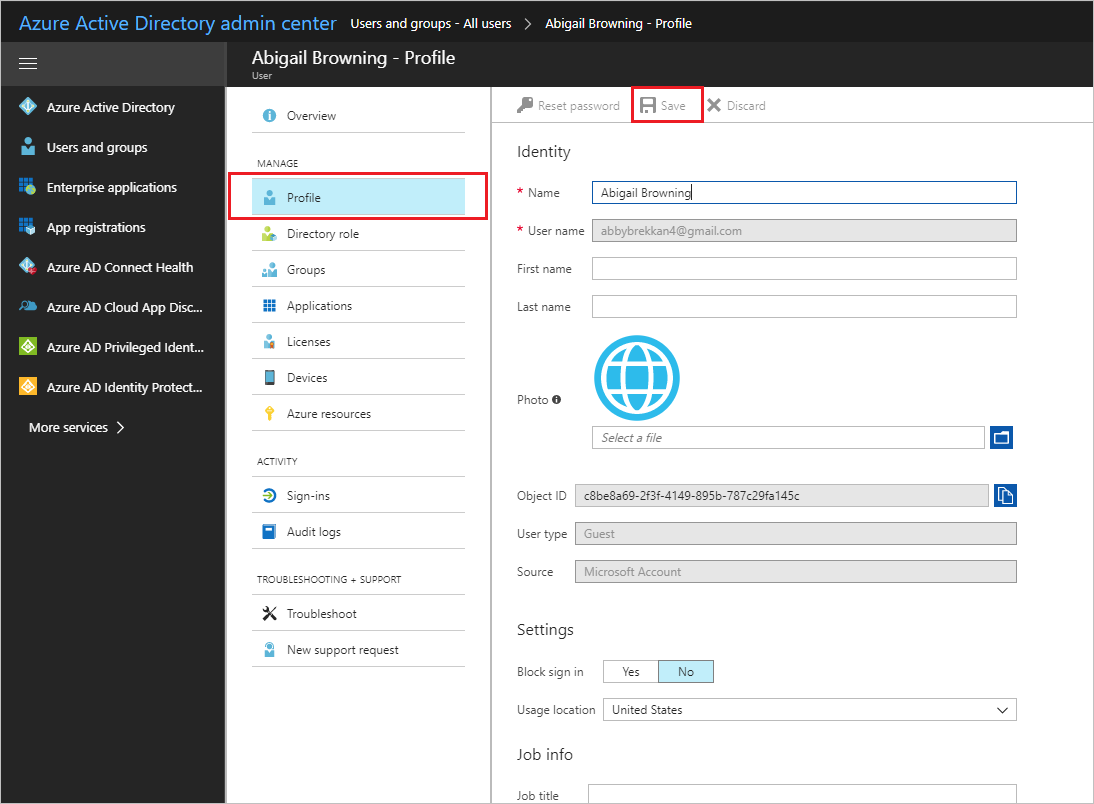 Azure Active Directory admin center Users and groups - All users Abigail Browning - Profile
Abigail Browning - Profile
User
Azure Active Directory
Users and groups
Enterprise applications
App registrations
Azure AD Connect Health
Azure AD Cloud App Disc...
Azure AD Privileged Ident...
Azure AD Identity Protect...
More services
Overview
MANAGE
Profile
Directory role
Groups
Applications
Licenses
Devices
Azure resources
ACTIVITY
Sign-ins
Audit logs
TROUBLESHOOTING + SUPPORT
Troubleshoot
New support request
Reset password Save Discard
Identity
* Name Abigail Browning
* User name abbybrekkan4@gmail.com
First name
Last name
Photo
Select a file
Object ID c8be8a69-2f3f-4149-895b-787c29fa145c
User type Guest
Source Microsoft Account
Settings
Block sign in Yes No
Usage location United States
Job info
Job title